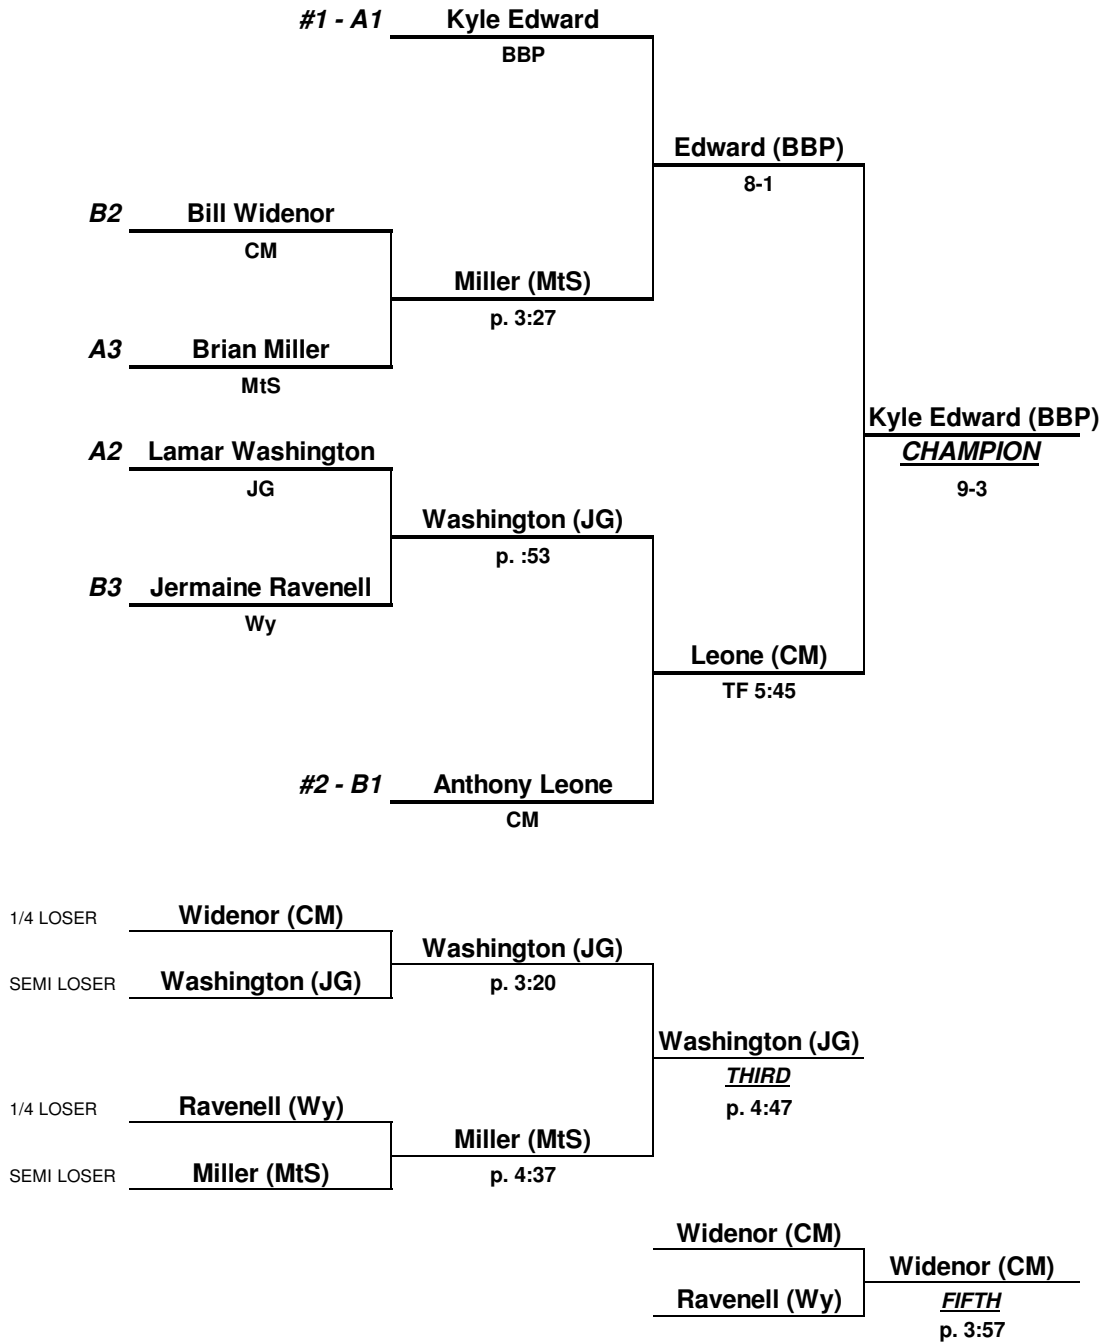 #1 - A1 Kyle Edward
BBP
Edward (BBP)
8-1
B2 Bill Widenor
CM
Miller (MtS)
p. 3:27
A3 Brian Miller
MtS
Kyle Edward (BBP)
CHAMPION
9-3
A2 Lamar Washington
JG
Washington (JG)
p. :53
B3 Jermaine Ravenell
Wy
Leone (CM)
TF 5:45
#2 - B1 Anthony Leone
CM
1/4 LOSER Widenor (CM)
Washington (JG)
p. 3:20
SEMI LOSER Washington (JG)
Washington (JG)
THIRD
p. 4:47
1/4 LOSER Ravenell (Wy)
Miller (MtS)
p. 4:37
SEMI LOSER Miller (MtS)
Widenor (CM)
Widenor (CM)
FIFTH
p. 3:57
Ravenell (Wy)